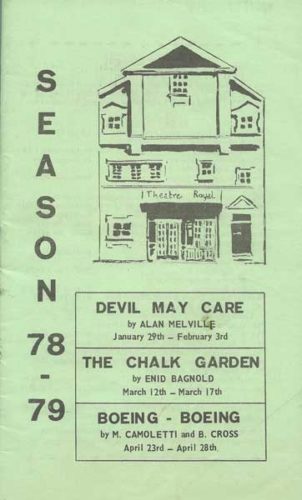 SEASON
78
-
79
Theatre Royal
DEVIL MAY CARE
by ALAN MELVILLE
January 29th - February 3rd
THE CHALK GARDEN
by ENID BAGNOLD
March 12th - March 17th
BOEING - BOEING
by M. CAMOLETTI and B. CROSS
April 23rd - April 28th